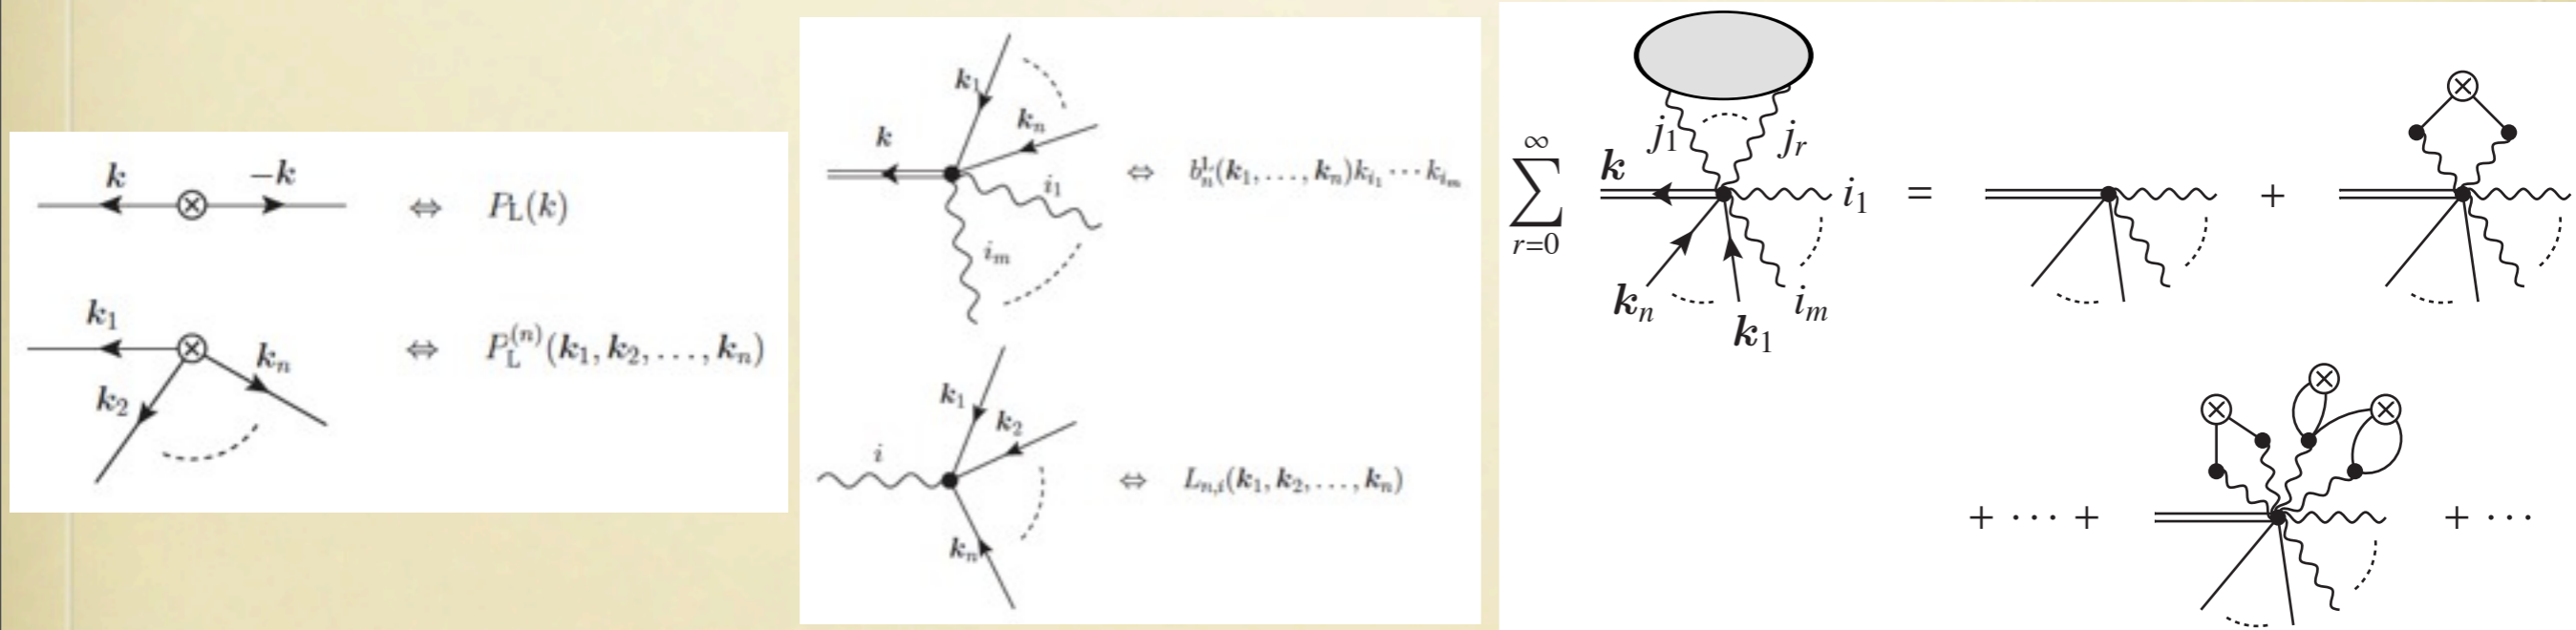 k
−k
⇔ P_L(k)
k_1
k_2
k_n
⇔ P_L^{(n)}(k_1, k_2, …, k_n)
k_1
k_n
k
i_1
i_m
⇔ b_n^L(k_1, …, k_n)k_{i_1} ⋯ k_{i_m}
k_1
k_2
i
k_n
⇔ L_{n,i}(k_1, k_2, …, k_n)
∞
∑
r=0
j_1
j_r
k
i_1
k_n
k_1
i_m
=
+
+ ⋯ +
+ ⋯